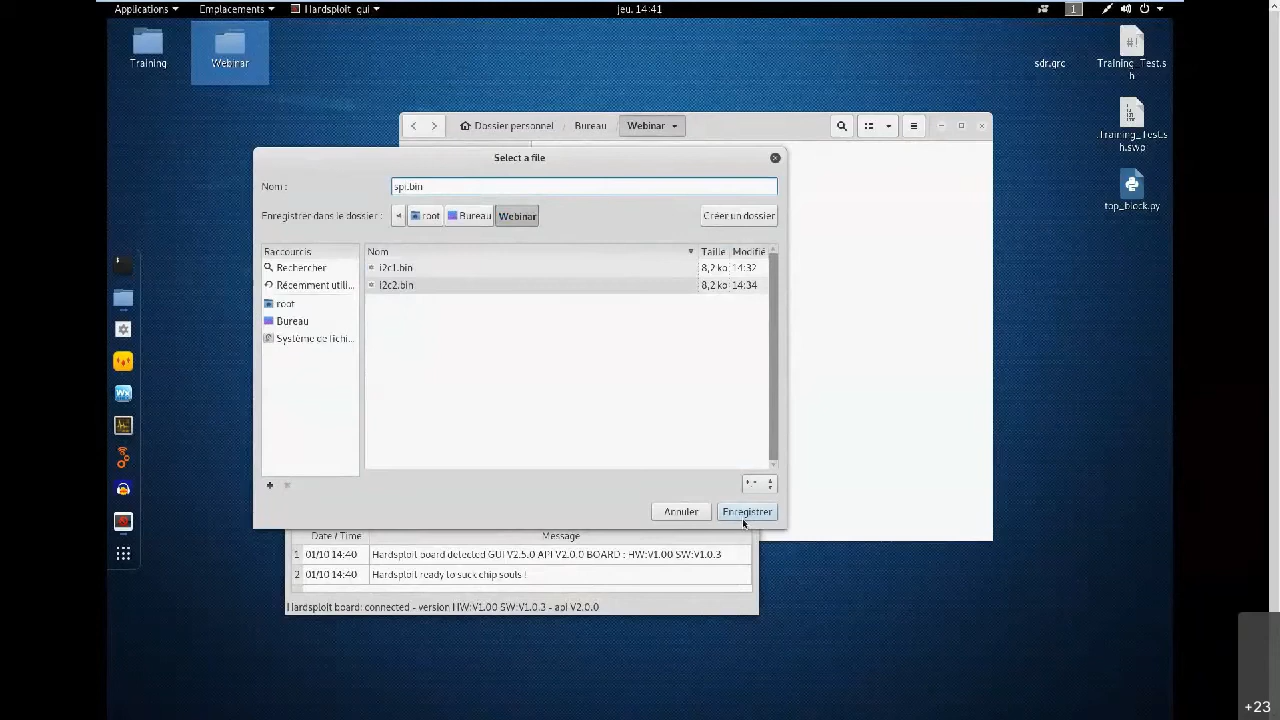 Applications Emplacements Hardsploit_gui jeu. 14:41 1
Training Webinar sdr.grc Training_Test.s
h
Dossier personnel Bureau Webinar
.Training_Test.s
h.swp
Select a file
Nom : spi.bin
top_block.py
Enregistrer dans le dossier : root Bureau Webinar Créer un dossier
Raccourcis Nom Taille Modifié
Rechercher i2c1.bin 8,2 ko 14:32
Récemment utili... i2c2.bin 8,2 ko 14:34
root
Bureau
Système de fichi...
*.*
Annuler Enregistrer
Date / Time Message
1 01/10 14:40 Hardsploit board detected GUI V2.5.0 API V2.0.0 BOARD : HW:V1.00 SW:V1.0.3
2 01/10 14:40 Hardsploit ready to suck chip souls !
Hardsploit board: connected - version HW:V1.00 SW:V1.0.3 - api V2.0.0
+23